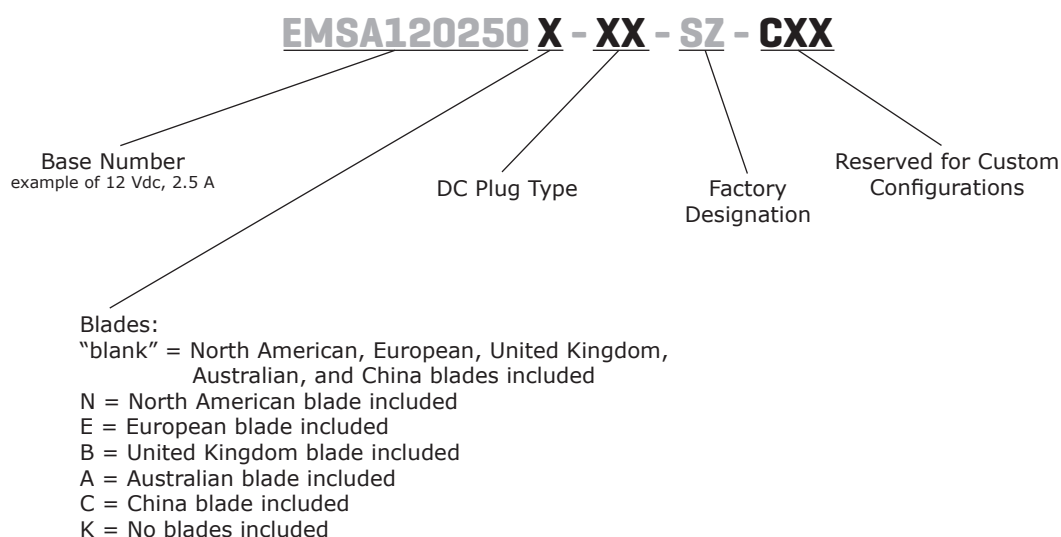 EMSA120250 X - XX - SZ - CXX
Base Number
example of 12 Vdc, 2.5 A
DC Plug Type
Factory
Designation
Reserved for Custom
Configurations
Blades:
“blank” = North American, European, United Kingdom,
Australian, and China blades included
N = North American blade included
E = European blade included
B = United Kingdom blade included
A = Australian blade included
C = China blade included
K = No blades included